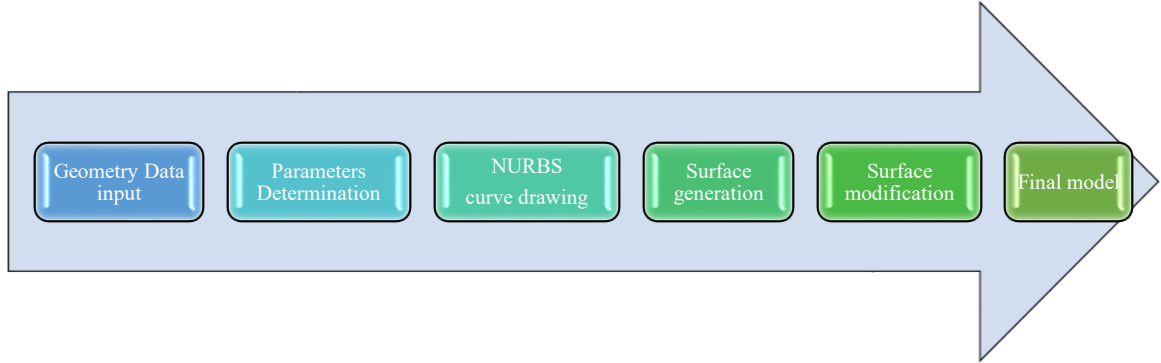 Geometry Data
input
Parameters
Determination
NURBS
curve drawing
Surface
generation
Surface
modification
Final model